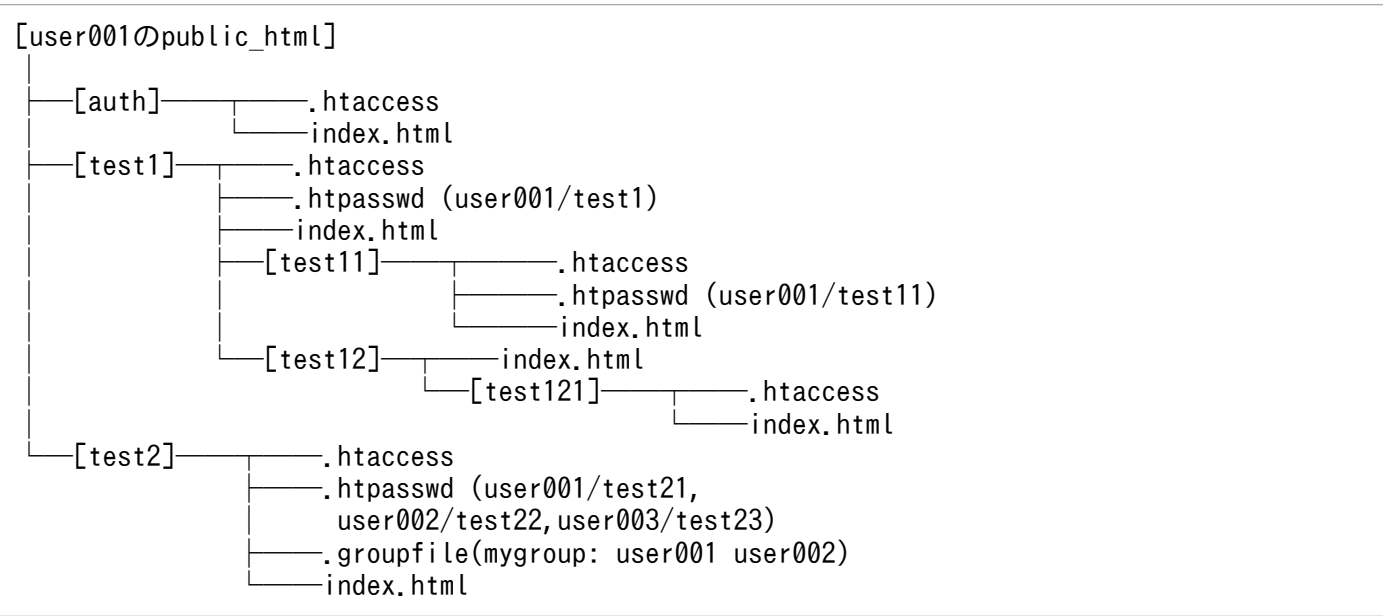 [user001のpublic_html]
[auth] .htaccess
index.html
[test1] .htaccess
.htpasswd (user001/test1)
index.html
[test11] .htaccess
.htpasswd (user001/test11)
index.html
[test12] index.html
[test121] .htaccess
index.html
[test2] .htaccess
.htpasswd (user001/test21,
user002/test22,user003/test23)
.groupfile(mygroup: user001 user002)
index.html